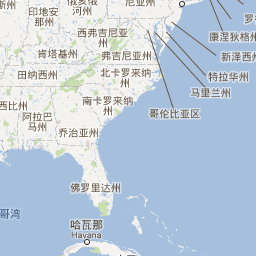 俄亥俄
州
印地安
纳州
尼亚州
西弗吉尼亚
州
康涅狄格州
肯塔基州
弗吉尼亚州
新泽西州
田纳西州
北卡罗来纳
州
特拉华州
马里兰州
西比州
南卡罗来纳
州
阿拉巴
马州
哥伦比亚区
乔治亚州
佛罗里达州
哥湾
哈瓦那
Havana